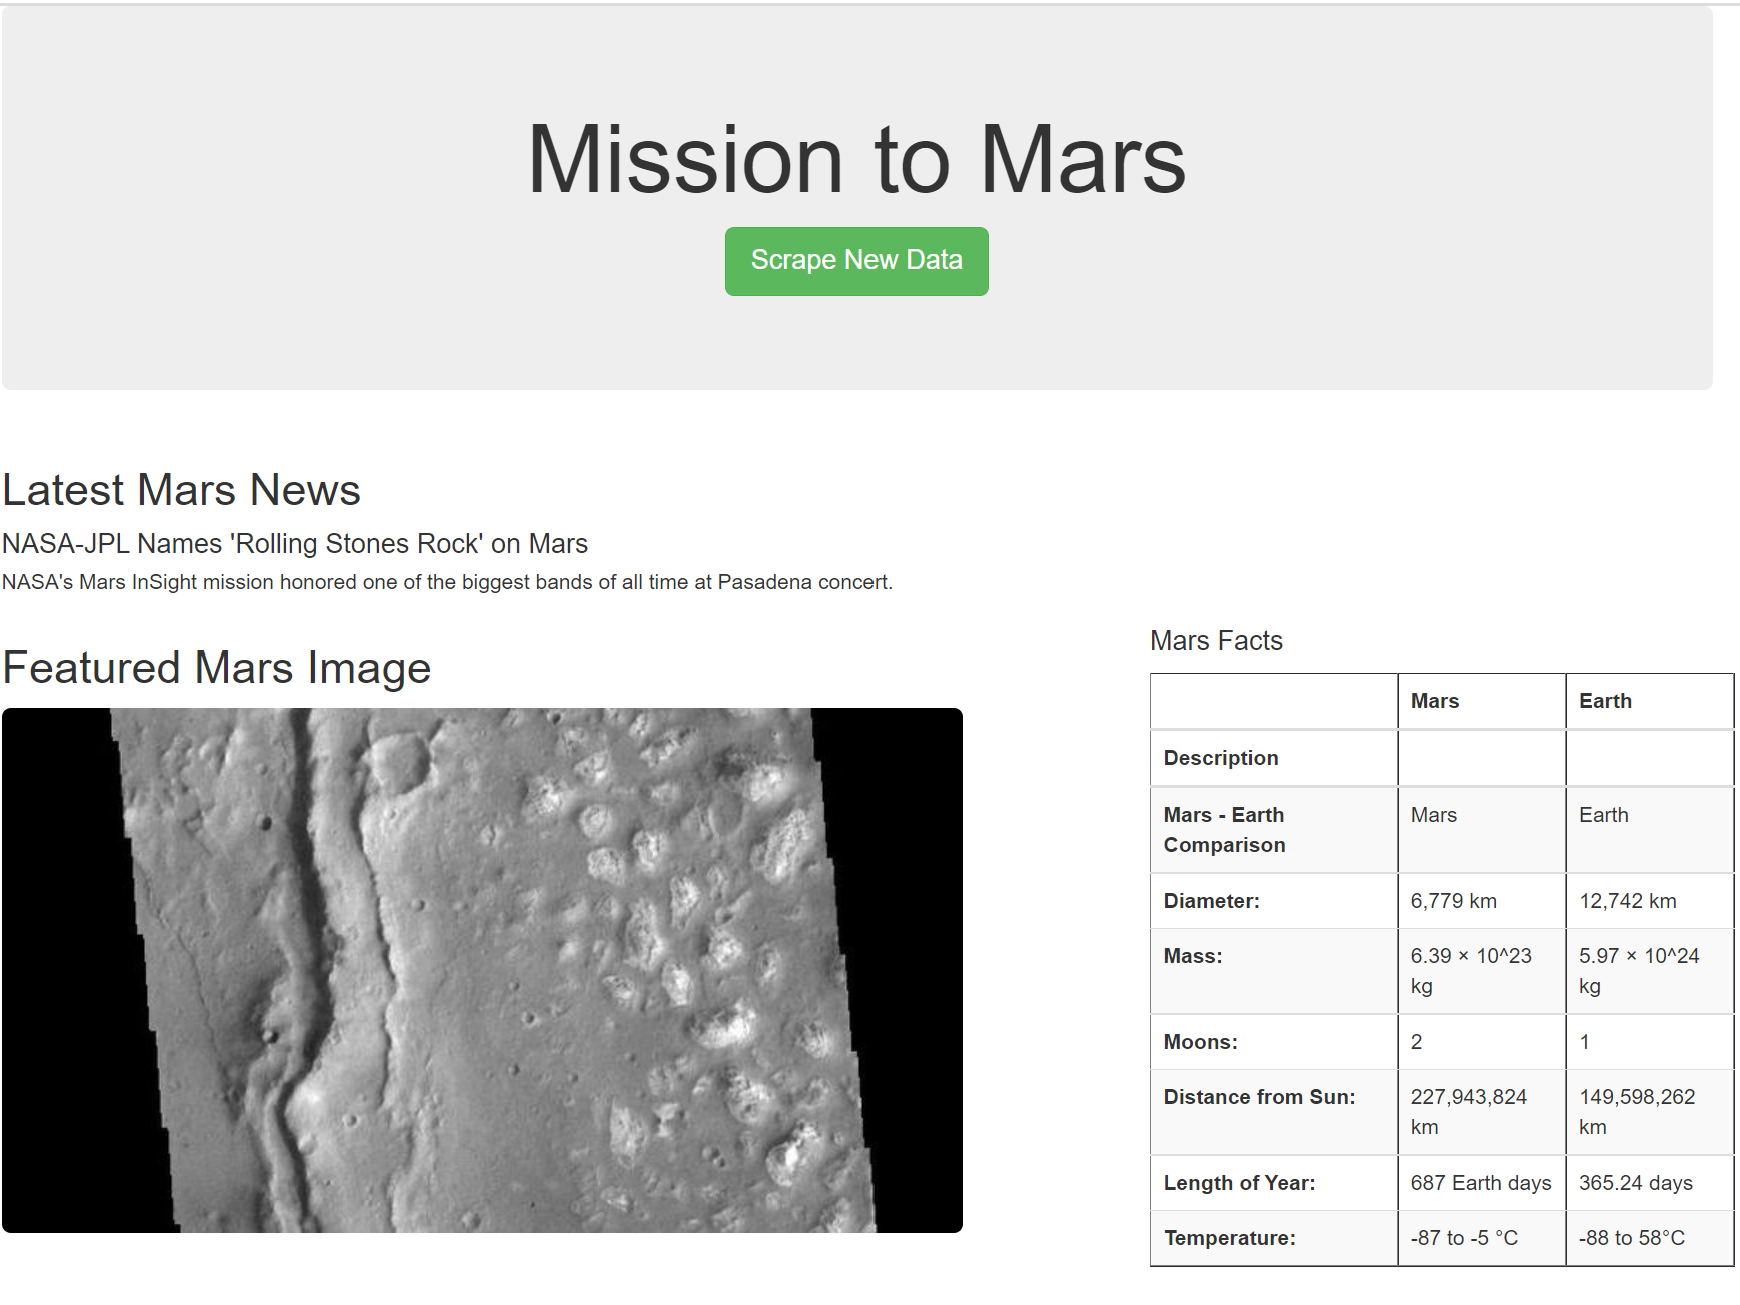 Mission to Mars
Scrape New Data
Latest Mars News
NASA-JPL Names 'Rolling Stones Rock' on Mars
NASA's Mars InSight mission honored one of the biggest bands of all time at Pasadena concert.
Featured Mars Image
Mars Facts
Mars Earth
Description
Mars - Earth Comparison Mars Earth
Diameter: 6,779 km 12,742 km
Mass: 6.39 × 10^23 kg 5.97 × 10^24 kg
Moons: 2 1
Distance from Sun: 227,943,824 km 149,598,262 km
Length of Year: 687 Earth days 365.24 days
Temperature: -87 to -5 °C -88 to 58°C